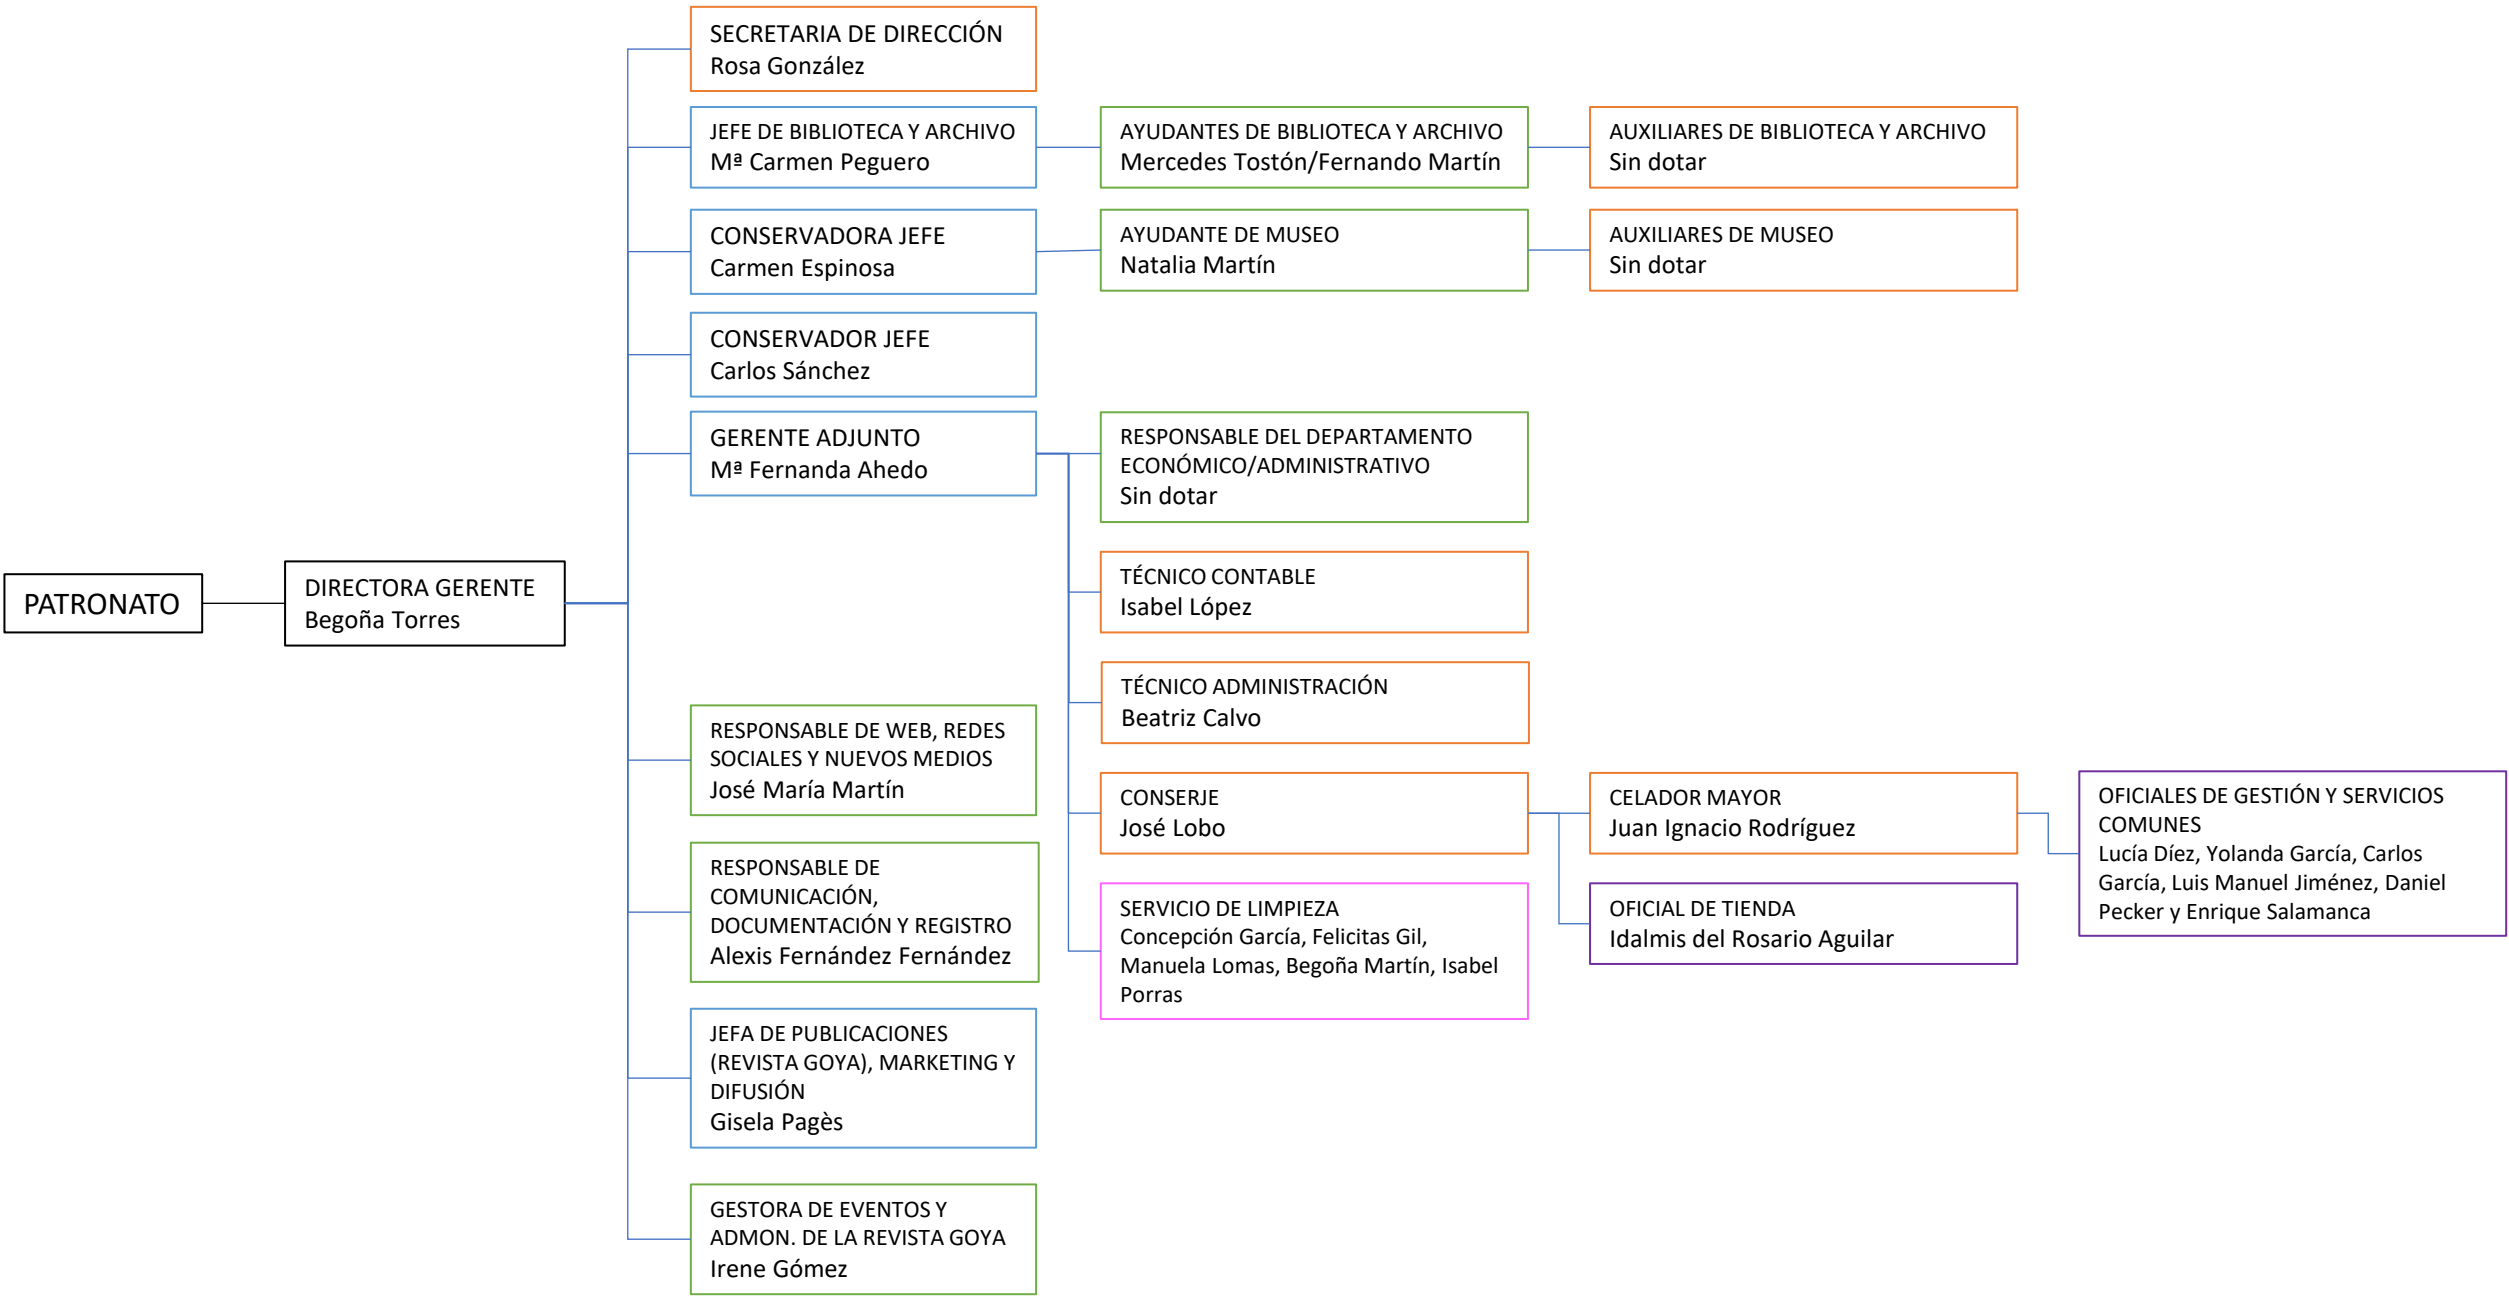 PATRONATO
DIRECTORA GERENTE
Begoña Torres
SECRETARIA DE DIRECCIÓN
Rosa González
JEFE DE BIBLIOTECA Y ARCHIVO
Mª Carmen Peguero
AYUDANTES DE BIBLIOTECA Y ARCHIVO
Mercedes Tostón/Fernando Martín
AUXILIARES DE BIBLIOTECA Y ARCHIVO
Sin dotar
CONSERVADORA JEFE
Carmen Espinosa
AYUDANTE DE MUSEO
Natalia Martín
AUXILIARES DE MUSEO
Sin dotar
CONSERVADOR JEFE
Carlos Sánchez
GERENTE ADJUNTO
Mª Fernanda Ahedo
RESPONSABLE DEL DEPARTAMENTO
ECONÓMICO/ADMINISTRATIVO
Sin dotar
TÉCNICO CONTABLE
Isabel López
TÉCNICO ADMINISTRACIÓN
Beatriz Calvo
CONSERJE
José Lobo
CELADOR MAYOR
Juan Ignacio Rodríguez
OFICIALES DE GESTIÓN Y SERVICIOS
COMUNES
Lucía Díez, Yolanda García, Carlos
García, Luis Manuel Jiménez, Daniel
Pecker y Enrique Salamanca
OFICIAL DE TIENDA
Idalmis del Rosario Aguilar
SERVICIO DE LIMPIEZA
Concepción García, Felicitas Gil,
Manuela Lomas, Begoña Martín, Isabel
Porras
RESPONSABLE DE WEB, REDES
SOCIALES Y NUEVOS MEDIOS
José María Martín
RESPONSABLE DE
COMUNICACIÓN,
DOCUMENTACIÓN Y REGISTRO
Alexis Fernández Fernández
JEFA DE PUBLICACIONES
(REVISTA GOYA), MARKETING Y
DIFUSIÓN
Gisela Pagès
GESTORA DE EVENTOS Y
ADMON. DE LA REVISTA GOYA
Irene Gómez